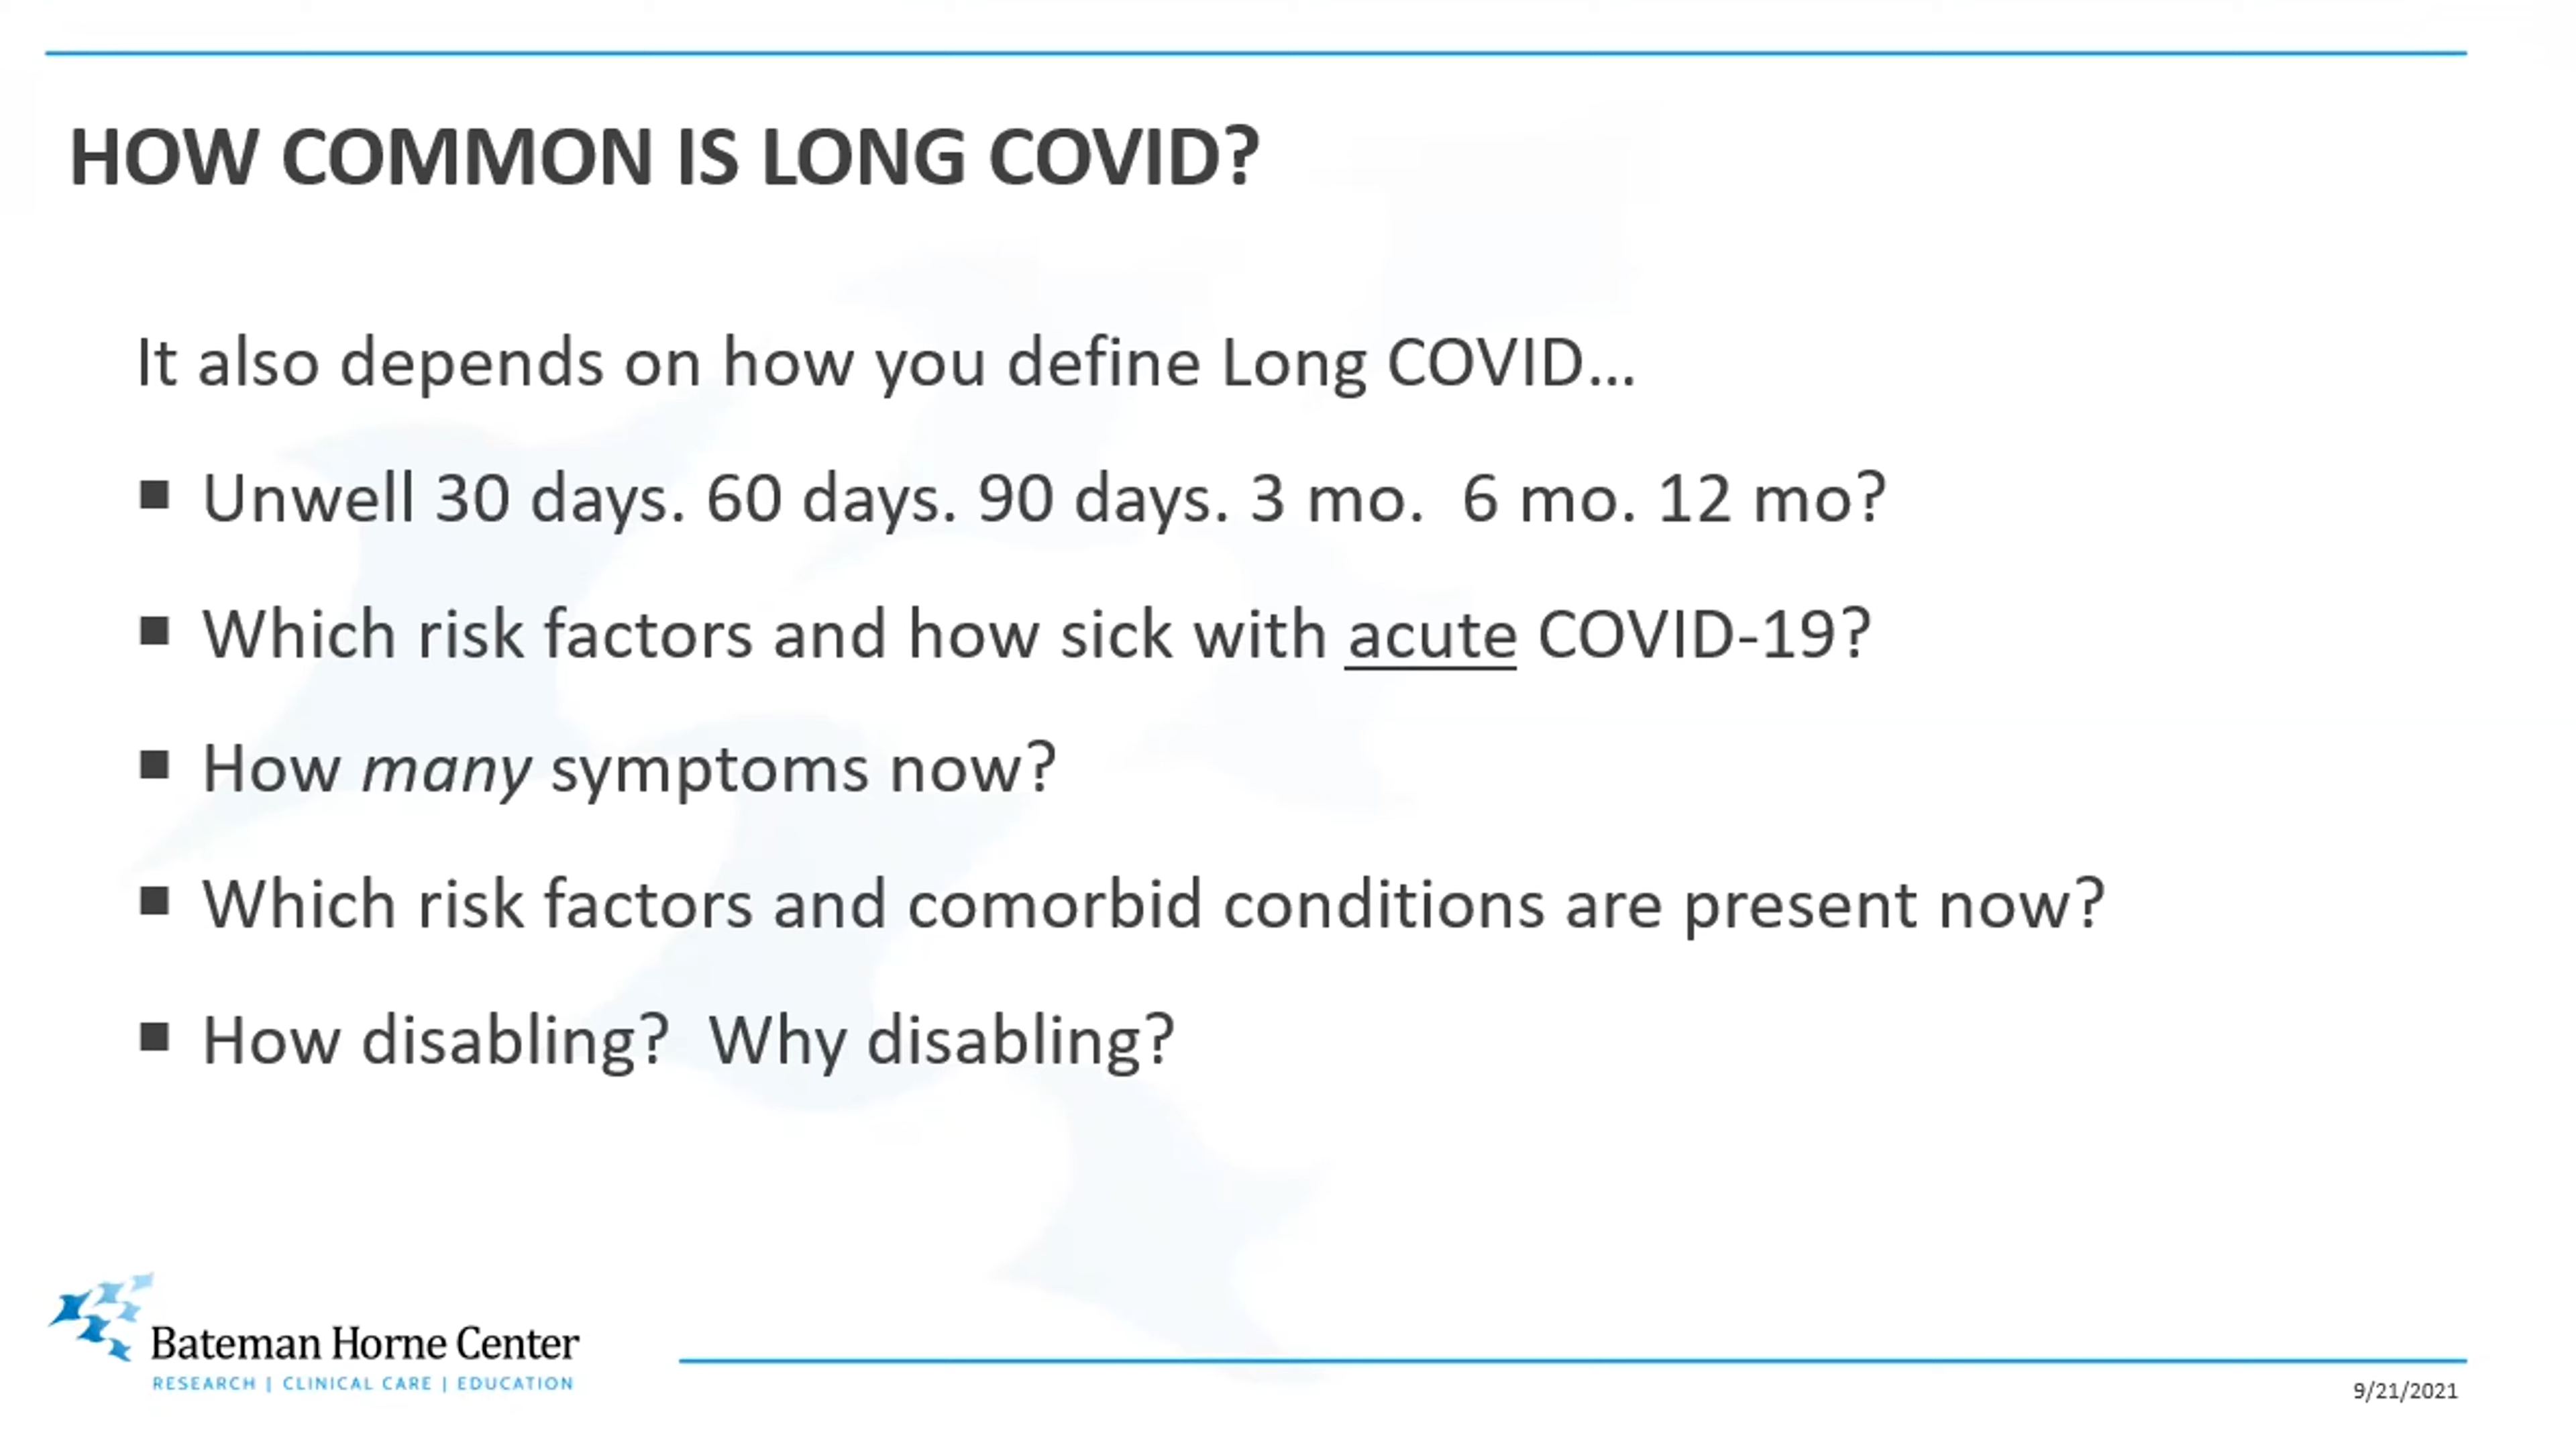 HOW COMMON IS LONG COVID?
It also depends on how you define Long COVID...
▪ Unwell 30 days. 60 days. 90 days. 3 mo.  6 mo. 12 mo?
▪ Which risk factors and how sick with acute COVID-19?
▪ How many symptoms now?
▪ Which risk factors and comorbid conditions are present now?
▪ How disabling?  Why disabling?
Bateman Horne Center
RESEARCH | CLINICAL CARE | EDUCATION
9/21/2021